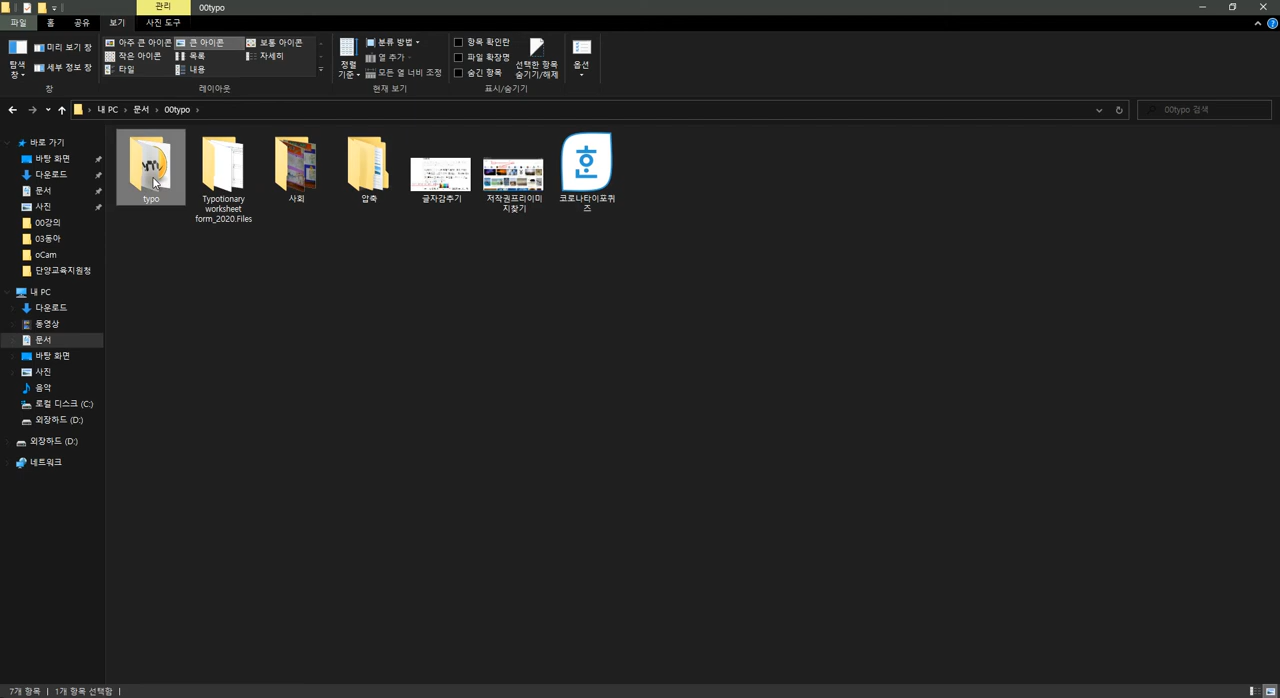 관리
00typo
파일
홈
공유
보기
사진 도구
탐색
창
미리 보기 창
세부 정보 창
창
아주 큰 아이콘
큰 아이콘
보통 아이콘
작은 아이콘
목록
자세히
타일
내용
레이아웃
정렬
기준
분류 방법
열 추가
모든 열 너비 조정
현재 보기
항목 확인란
파일 확장명
숨긴 항목
선택한 항목
숨기기/해제
표시/숨기기
옵션
내 PC > 문서 > 00typo >
00typo 검색
바로 가기
바탕 화면
다운로드
문서
사진
00강의
03동아
oCam
단양교육지원청
내 PC
다운로드
동영상
문서
바탕 화면
사진
음악
로컬 디스크 (C:)
외장하드 (D:)
외장하드 (D:)
네트워크
typo
Typotionary
worksheet
form_2020.Files
사회
압축
글자감추기
저작권프리이미
지찾기
한
코로나타이포퀴
즈
7개 항목
1개 항목 선택함